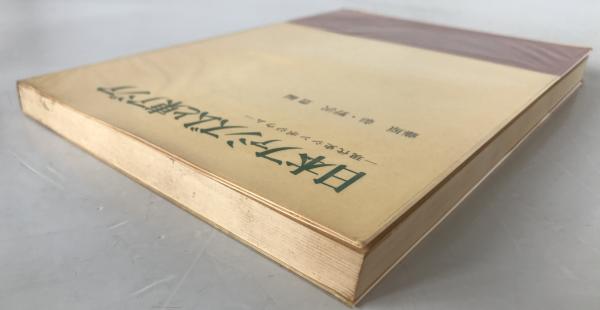 日本ファシズムと東アジア
―現代史シンポジウム―
藤原 彰・野沢 豊編